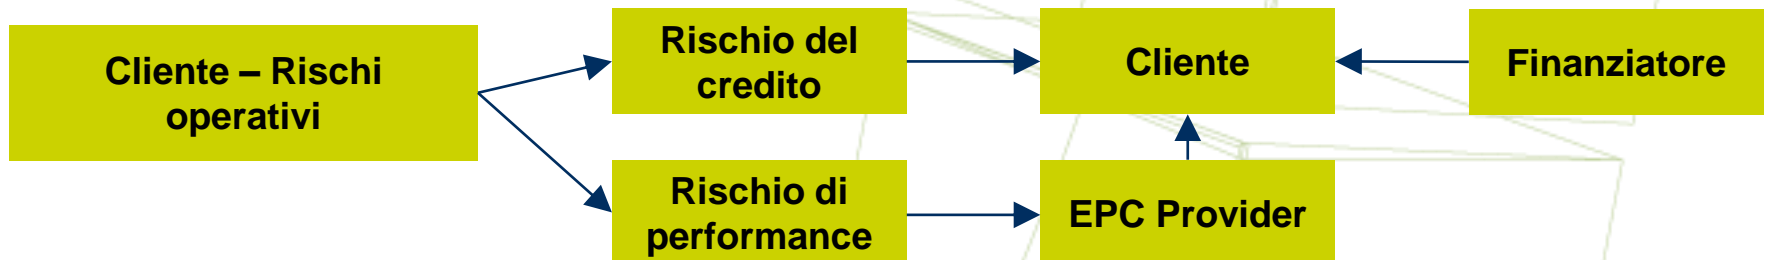 Cliente – Rischi
operativi
Rischio del
credito
Cliente
Finanziatore
Rischio di
performance
EPC Provider